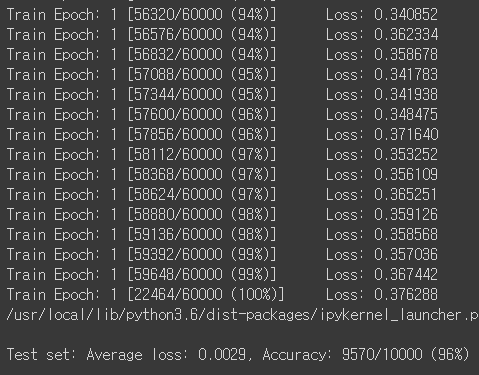 Train Epoch: 1 [56320/60000 (94%)] Loss: 0.340852
Train Epoch: 1 [56576/60000 (94%)] Loss: 0.362334
Train Epoch: 1 [56832/60000 (94%)] Loss: 0.358678
Train Epoch: 1 [57088/60000 (95%)] Loss: 0.341783
Train Epoch: 1 [57344/60000 (95%)] Loss: 0.341938
Train Epoch: 1 [57600/60000 (96%)] Loss: 0.348475
Train Epoch: 1 [57856/60000 (96%)] Loss: 0.371640
Train Epoch: 1 [58112/60000 (97%)] Loss: 0.353252
Train Epoch: 1 [58368/60000 (97%)] Loss: 0.356109
Train Epoch: 1 [58624/60000 (97%)] Loss: 0.365251
Train Epoch: 1 [58880/60000 (98%)] Loss: 0.359126
Train Epoch: 1 [59136/60000 (98%)] Loss: 0.358568
Train Epoch: 1 [59392/60000 (99%)] Loss: 0.357036
Train Epoch: 1 [59648/60000 (99%)] Loss: 0.367442
Train Epoch: 1 [22464/60000 (100%)] Loss: 0.376288
/usr/local/lib/python3.6/dist-packages/ipykernel_launcher.p
Test set: Average loss: 0.0029, Accuracy: 9570/10000 (96%)